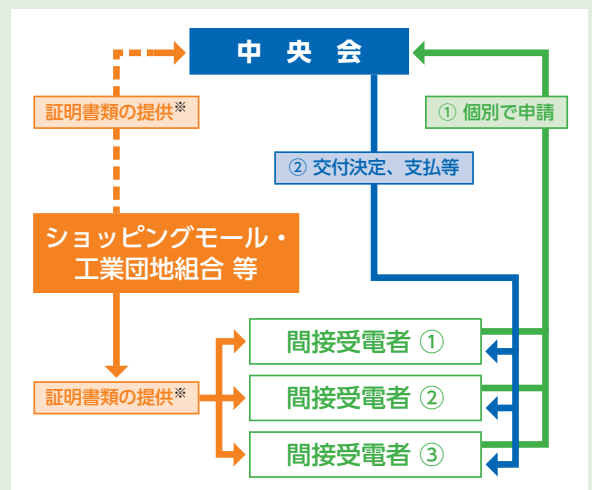 中央会
証明書類の提供※
① 個別で申請
② 交付決定、支払等
ショッピングモール・
工業団地組合 等
間接受電者 ①
証明書類の提供※
間接受電者 ②
間接受電者 ③